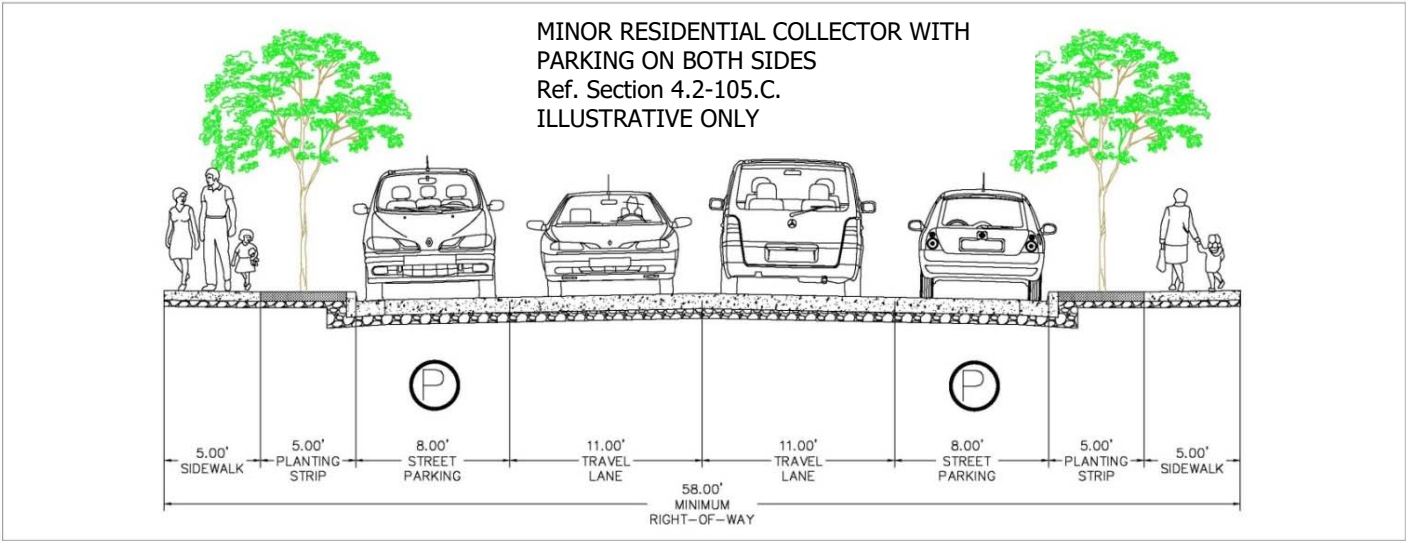 MINOR RESIDENTIAL COLLECTOR WITH
PARKING ON BOTH SIDES
Ref. Section 4.2-105.C.
ILLUSTRATIVE ONLY
P
P
5.00'
SIDEWALK
5.00'
PLANTING
STRIP
8.00'
STREET
PARKING
11.00'
TRAVEL
LANE
11.00'
TRAVEL
LANE
8.00'
STREET
PARKING
5.00'
PLANTING
STRIP
5.00'
SIDEWALK
58.00'
MINIMUM
RIGHT-OF-WAY